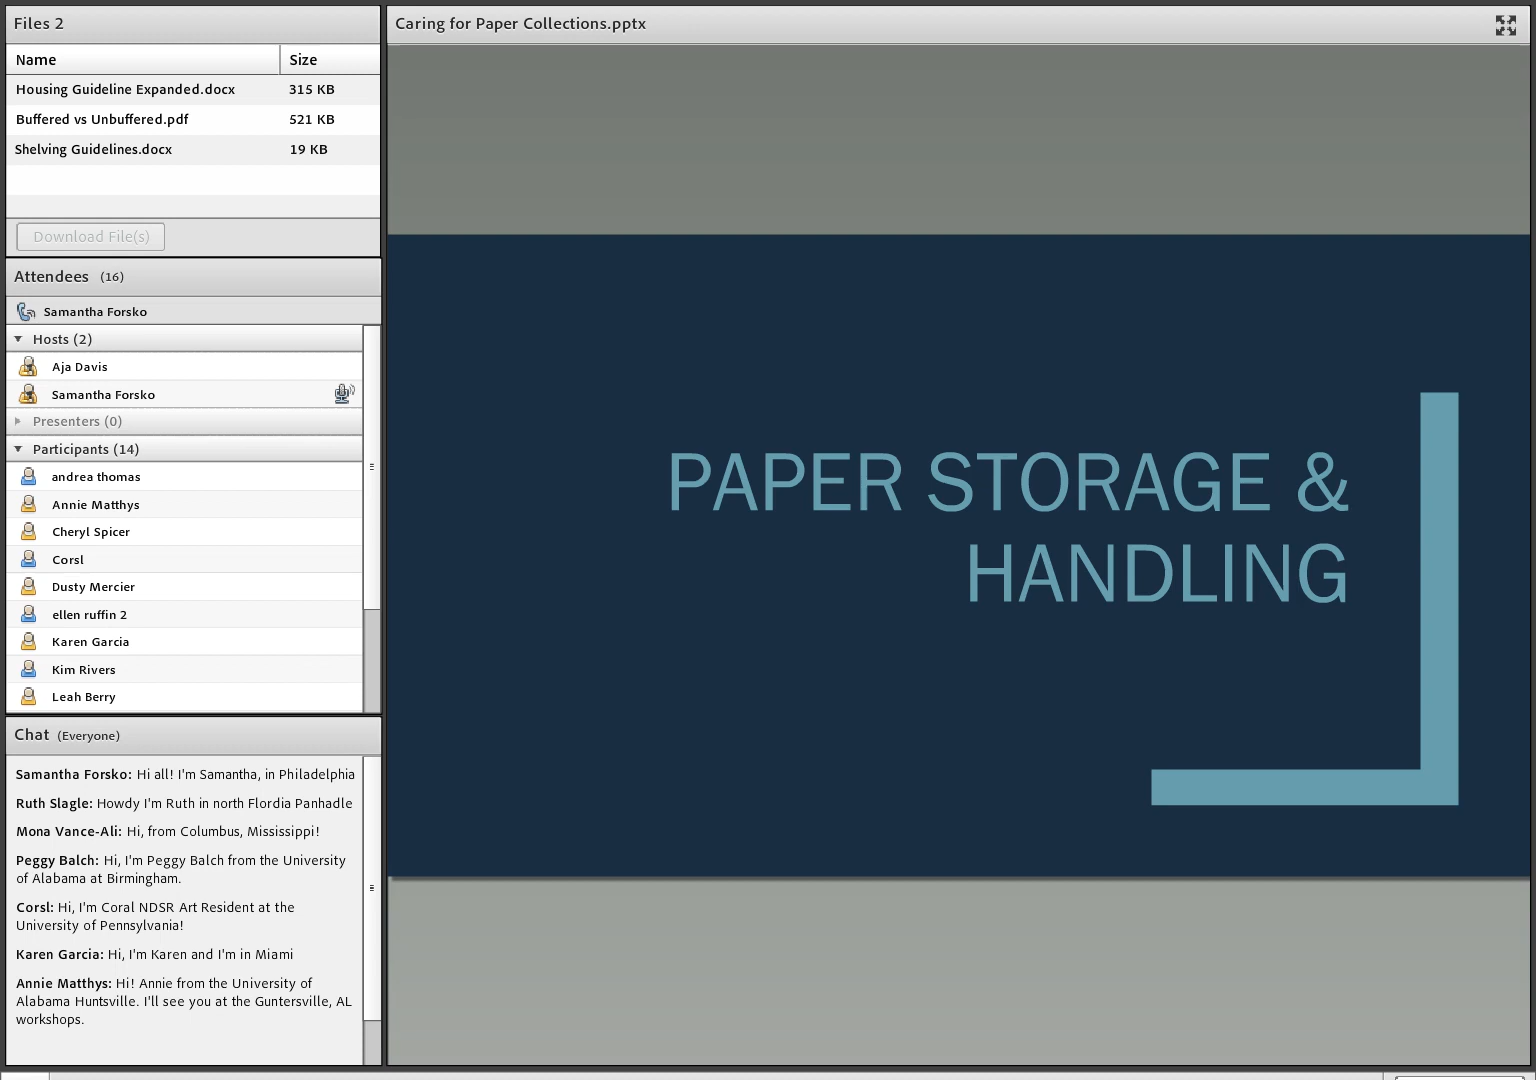 Files 2
Name Size
Housing Guideline Expanded.docx 315 KB
Buffered vs Unbuffered.pdf 521 KB
Shelving Guidelines.docx 19 KB
Download File(s)
Attendees (16)
Samantha Forsko
Hosts (2)
Aja Davis
Samantha Forsko
Presenters (0)
Participants (14)
andrea thomas
Annie Matthys
Cheryl Spicer
Corsl
Dusty Mercier
ellen ruffin 2
Karen Garcia
Kim Rivers
Leah Berry
Chat (Everyone)
Samantha Forsko: Hi all! I'm Samantha, in Philadelphia
Ruth Slagle: Howdy I'm Ruth in north Flordia Panhadle
Mona Vance-Ali: Hi, from Columbus, Mississippi!
Peggy Balch: Hi, I'm Peggy Balch from the University
of Alabama at Birmingham.
Corsl: Hi, I'm Coral NDSR Art Resident at the
University of Pennsylvania!
Karen Garcia: Hi, I'm Karen and I'm in Miami
Annie Matthys: Hi! Annie from the University of
Alabama Huntsville. I'll see you at the Guntersville, AL
workshops.
Caring for Paper Collections.pptx
PAPER STORAGE &
HANDLING